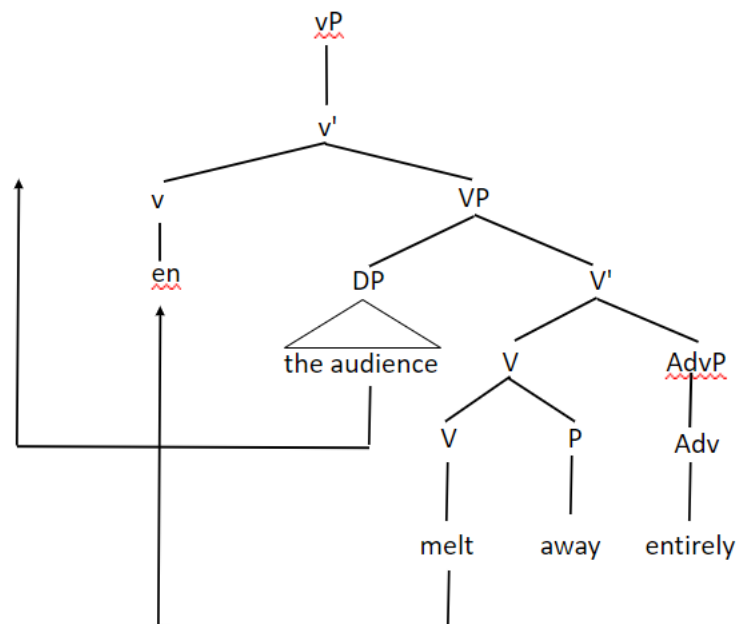 vP
v'
v VP
en DP V'
the audience V AdvP
V P Adv
melt away entirely